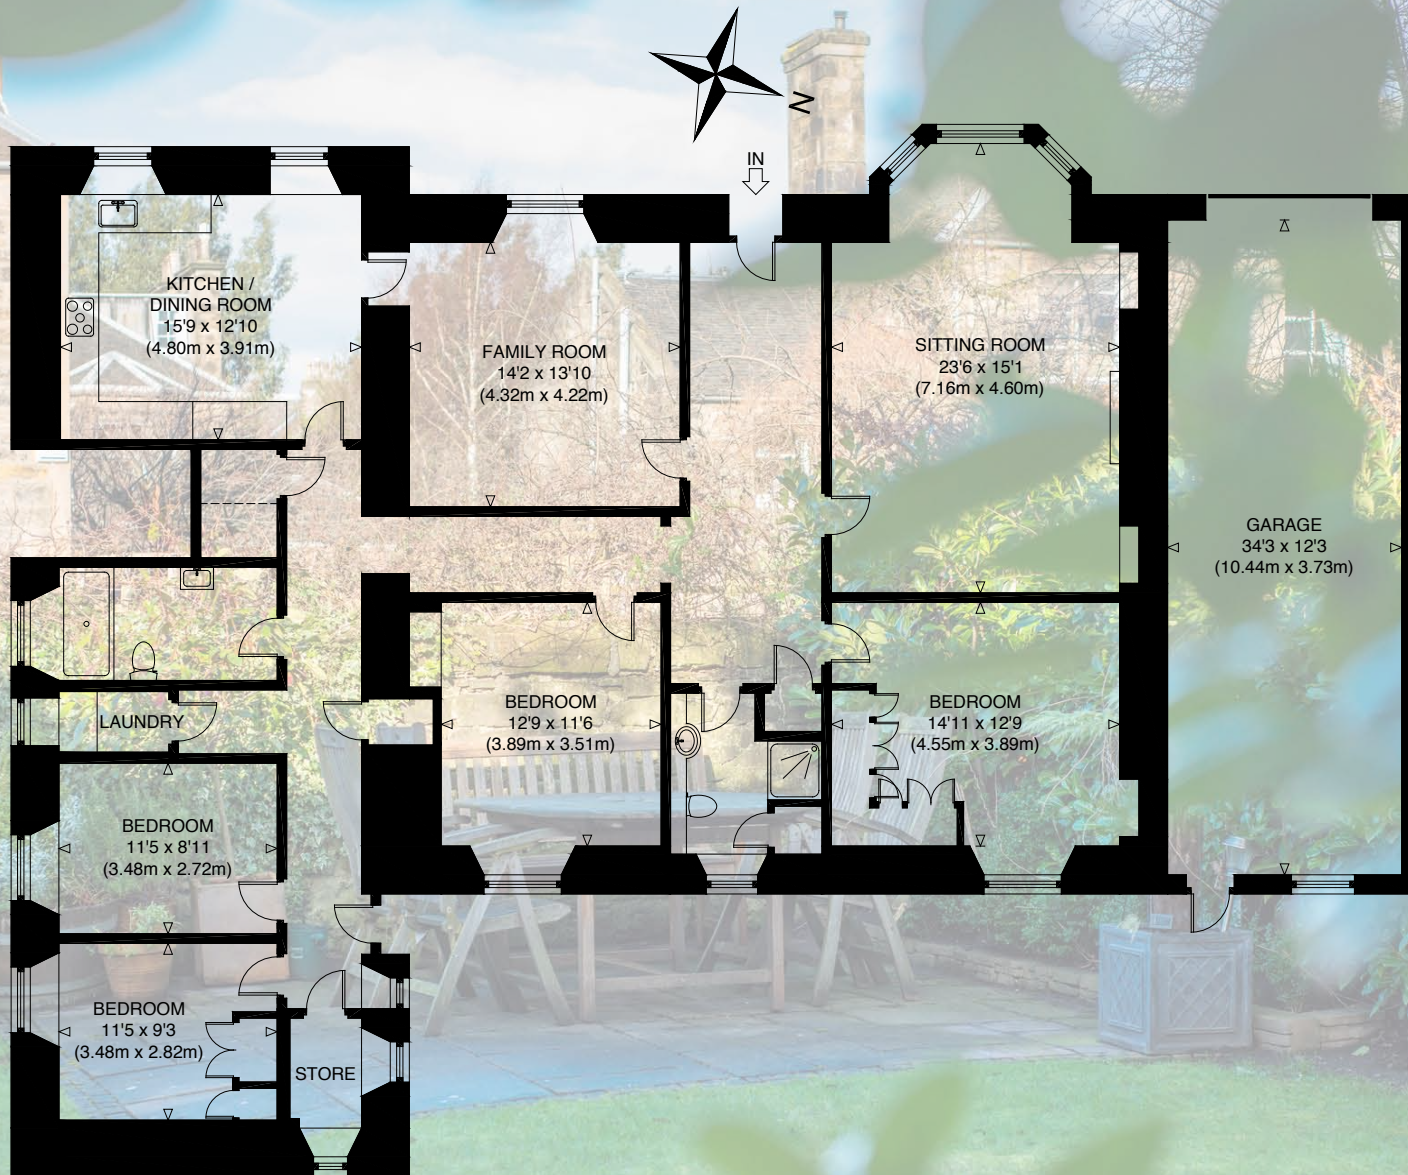 N
IN
KITCHEN /
DINING ROOM
15'9 x 12'10
(4.80m x 3.91m)
FAMILY ROOM
14'2 x 13'10
(4.32m x 4.22m)
SITTING ROOM
23'6 x 15'1
(7.16m x 4.60m)
GARAGE
34'3 x 12'3
(10.44m x 3.73m)
LAUNDRY
BEDROOM
12'9 x 11'6
(3.89m x 3.51m)
BEDROOM
14'11 x 12'9
(4.55m x 3.89m)
BEDROOM
11'5 x 8'11
(3.48m x 2.72m)
BEDROOM
11'5 x 9'3
(3.48m x 2.82m)
STORE